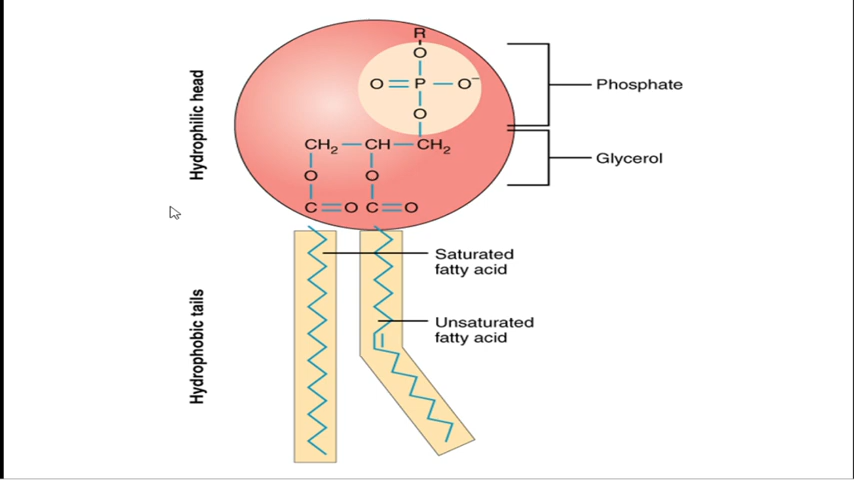 R
O
O=P—O⁻
O
Phosphate
Hydrophilic head
CH₂—CH—CH₂
Glycerol
O O
C=O C=O
Saturated
fatty acid
Unsaturated
fatty acid
Hydrophobic tails